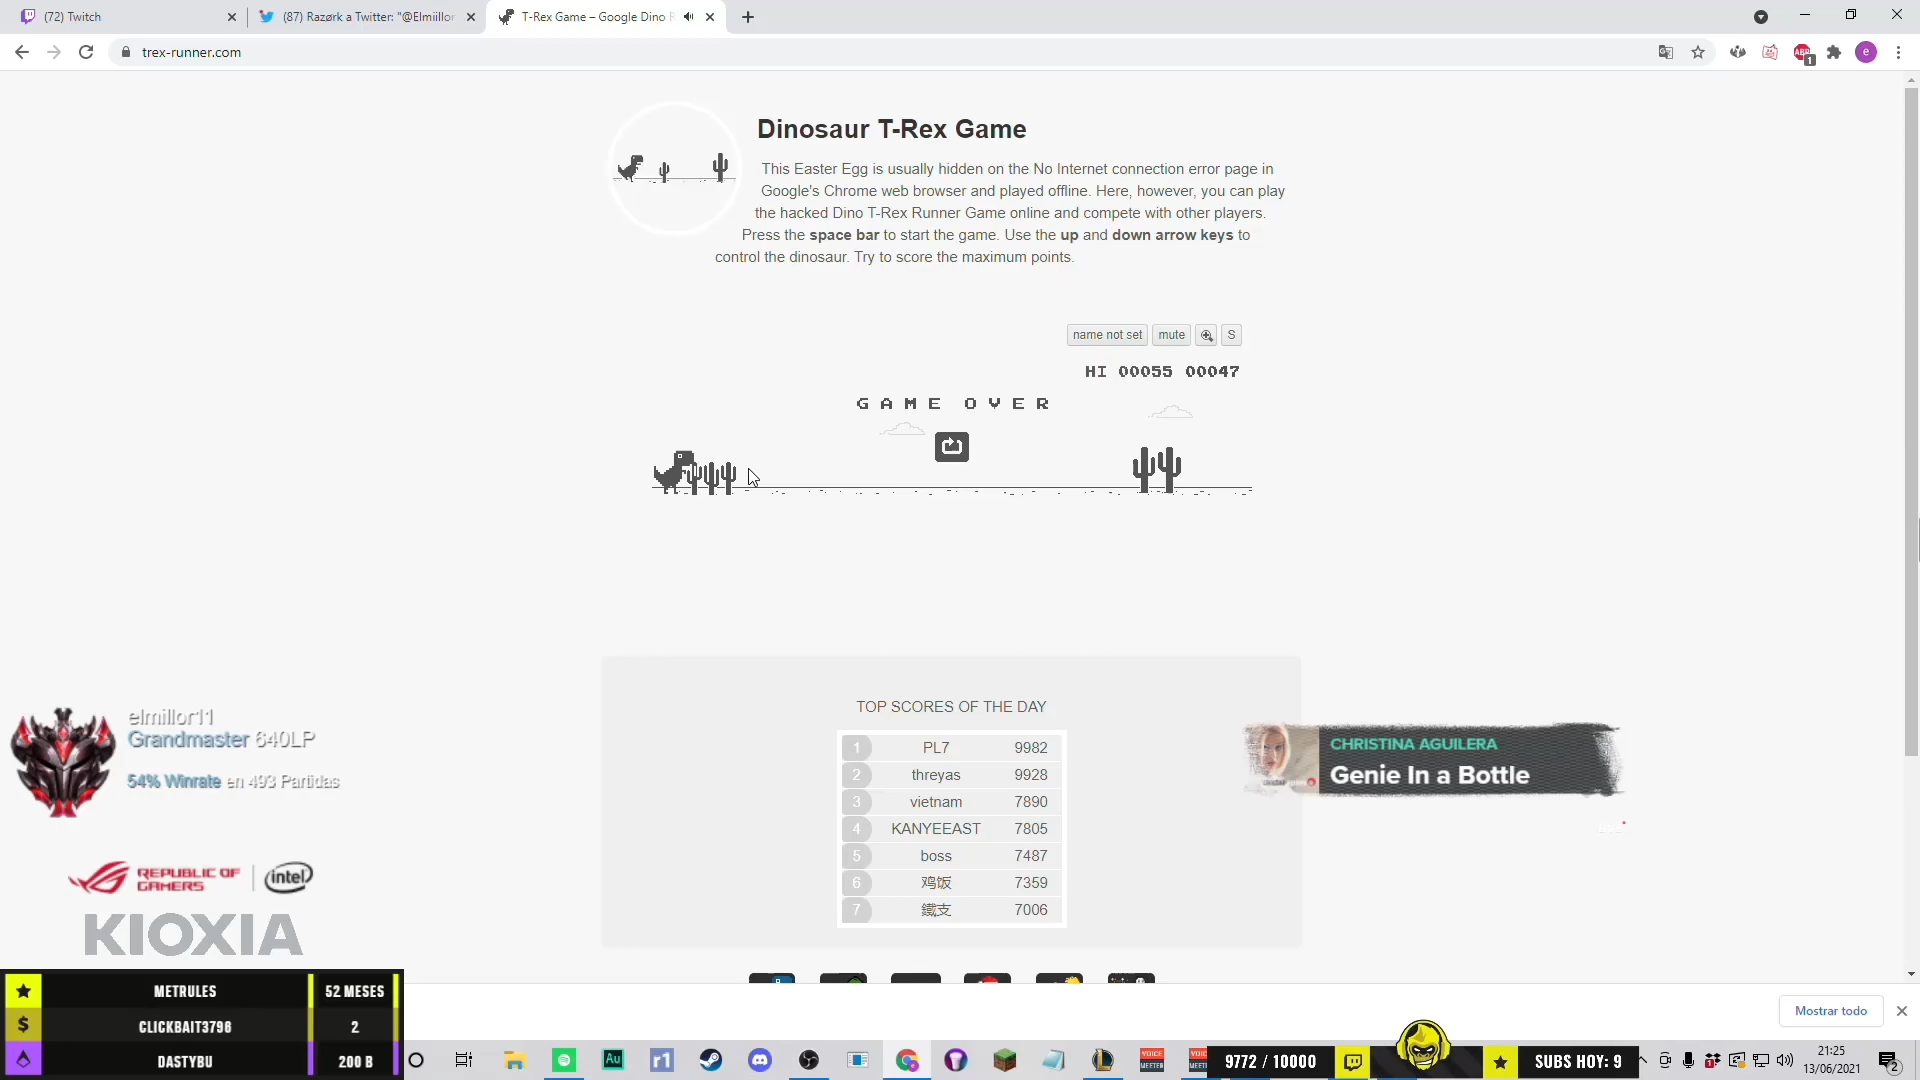 (72) Twitch
(87) Razørk a Twitter: "@Elmiillor
T-Rex Game – Google Dino R
trex-runner.com
Dinosaur T-Rex Game
This Easter Egg is usually hidden on the No Internet connection error page in
Google's Chrome web browser and played offline. Here, however, you can play
the hacked Dino T-Rex Runner Game online and compete with other players.
Press the space bar to start the game. Use the up and down arrow keys to
control the dinosaur. Try to score the maximum points.
name not set mute S
HI 00055 00047
GAME OVER
TOP SCORES OF THE DAY
1 PL7 9982
2 threyas 9928
3 vietnam 7890
4 KANYEEAST 7805
5 boss 7487
6 鸡饭 7359
7 鐵支 7006
elmillor11
Grandmaster 640LP
54% Winrate en 493 Partidas
REPUBLIC OF
GAMERS
intel
KIOXIA
CHRISTINA AGUILERA
Genie In a Bottle
METRULES 52 MESES
CLICKBAIT3796 2
DASTYBU 200 B
Mostrar todo
Au
r1
VOICE
MEETER
9772 / 10000
SUBS HOY: 9
21:25
13/06/2021
2